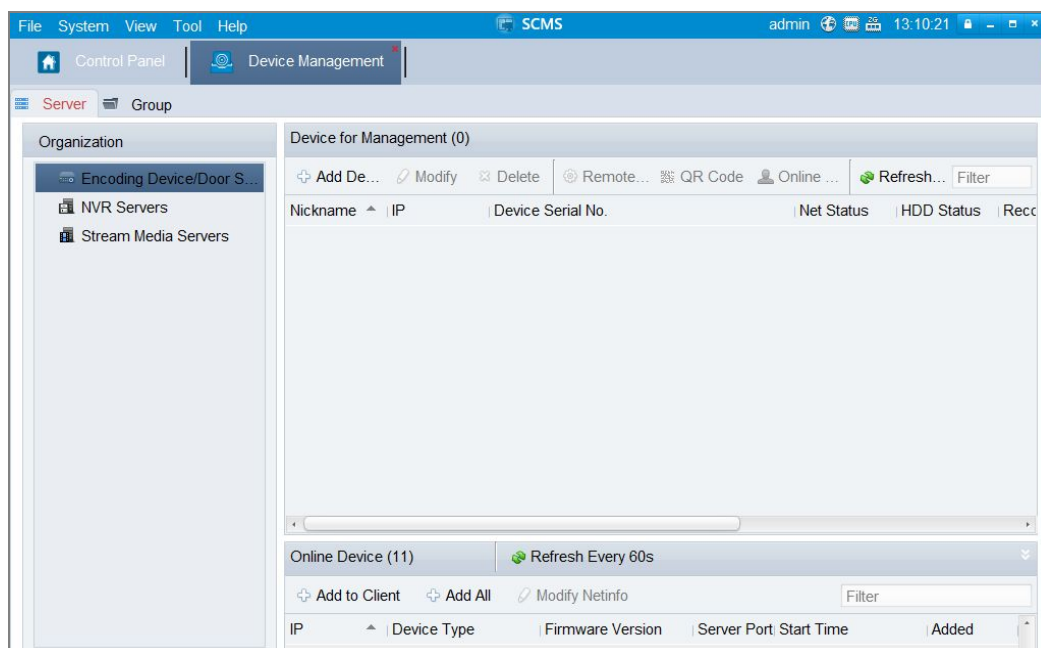 File System View Tool Help SCMS admin 13:10:21
Control Panel Device Management
Server Group
Organization
Encoding Device/Door S...
NVR Servers
Stream Media Servers
Device for Management (0)
Add De... Modify Delete Remote... QR Code Online ... Refresh... Filter
Nickname IP Device Serial No. Net Status HDD Status Recc
Online Device (11) Refresh Every 60s
Add to Client Add All Modify Netinfo Filter
IP Device Type Firmware Version Server Port Start Time Added